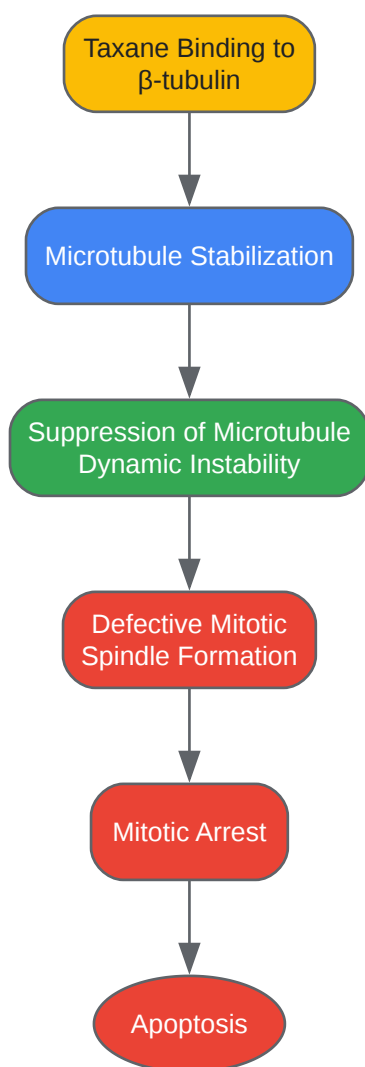 Taxane Binding to
β-tubulin
Microtubule Stabilization
Suppression of Microtubule
Dynamic Instability
Defective Mitotic
Spindle Formation
Mitotic Arrest
Apoptosis